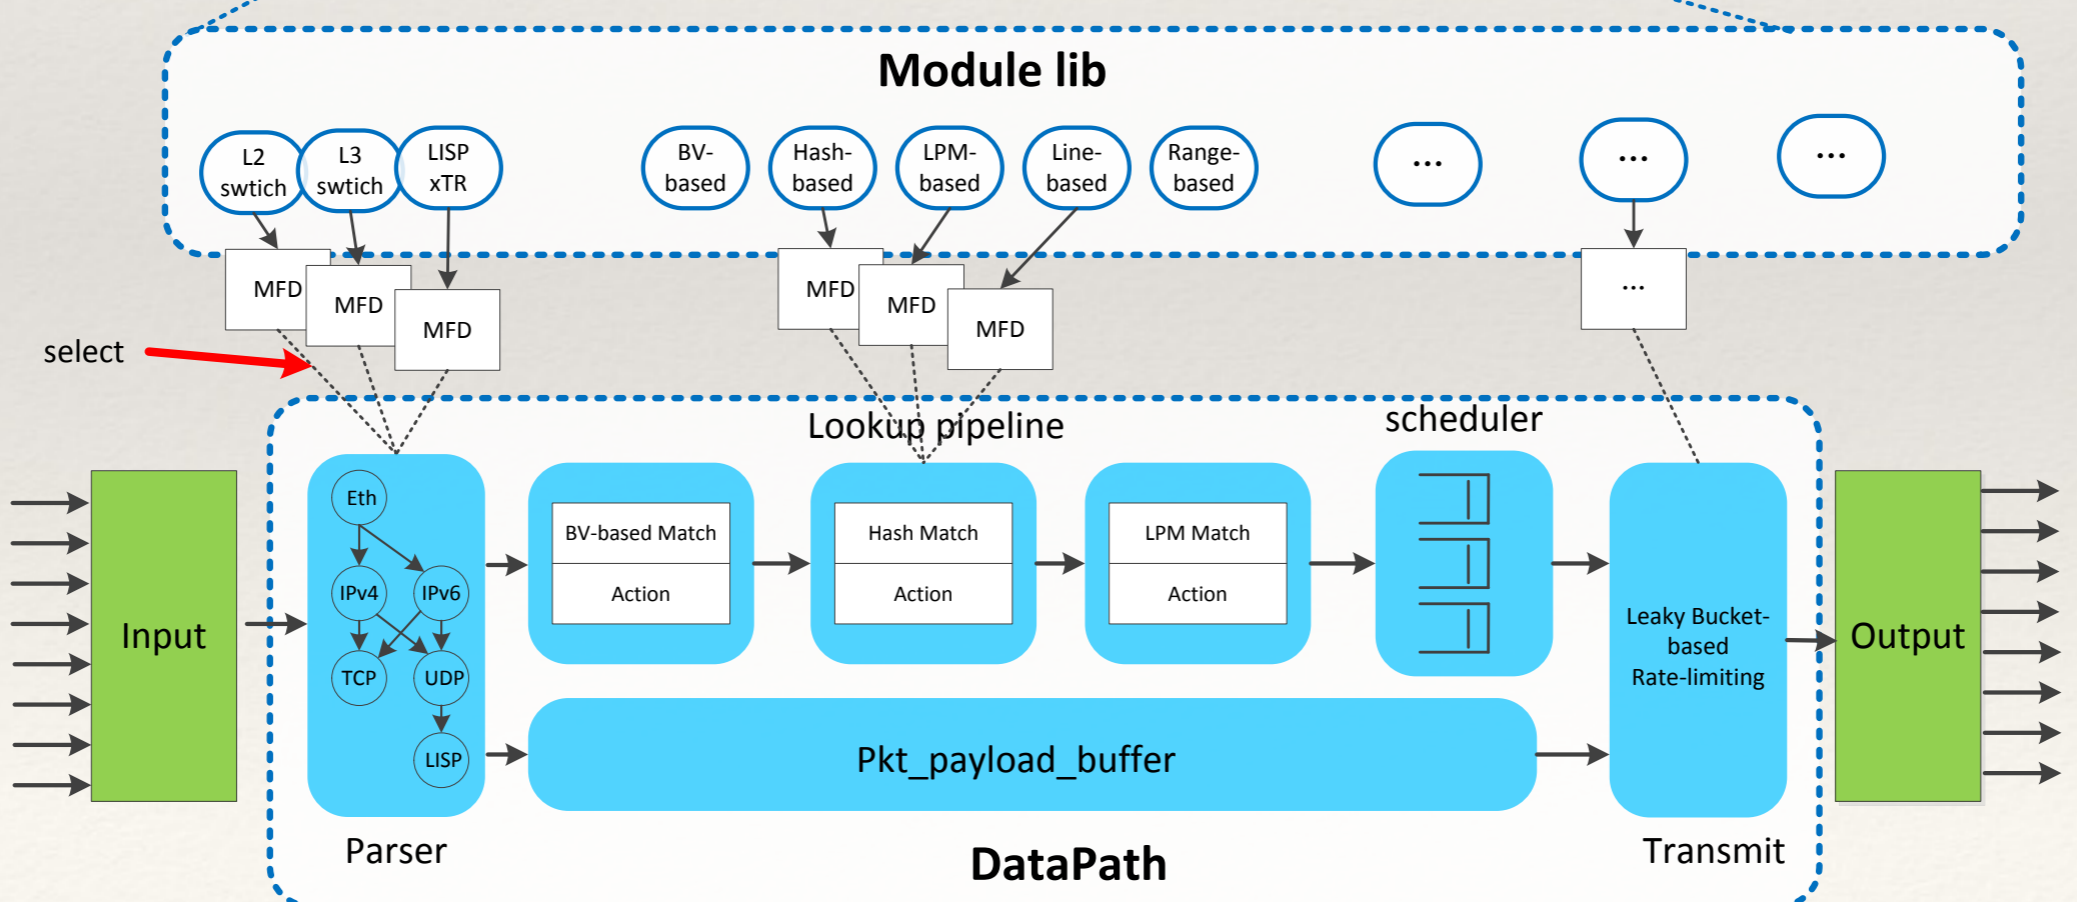 Module lib
L2
swtich
L3
swtich
LISP
xTR
BV-
based
Hash-
based
LPM-
based
Line-
based
Range-
based
...
...
...
MFD
MFD
MFD
MFD
MFD
MFD
...
select
Lookup pipeline
scheduler
Input
Eth
IPv4
IPv6
TCP
UDP
LISP
BV-based Match
Action
Hash Match
Action
LPM Match
Action
Leaky Bucket-
based
Rate-limiting
Output
Pkt_payload_buffer
Parser
DataPath
Transmit